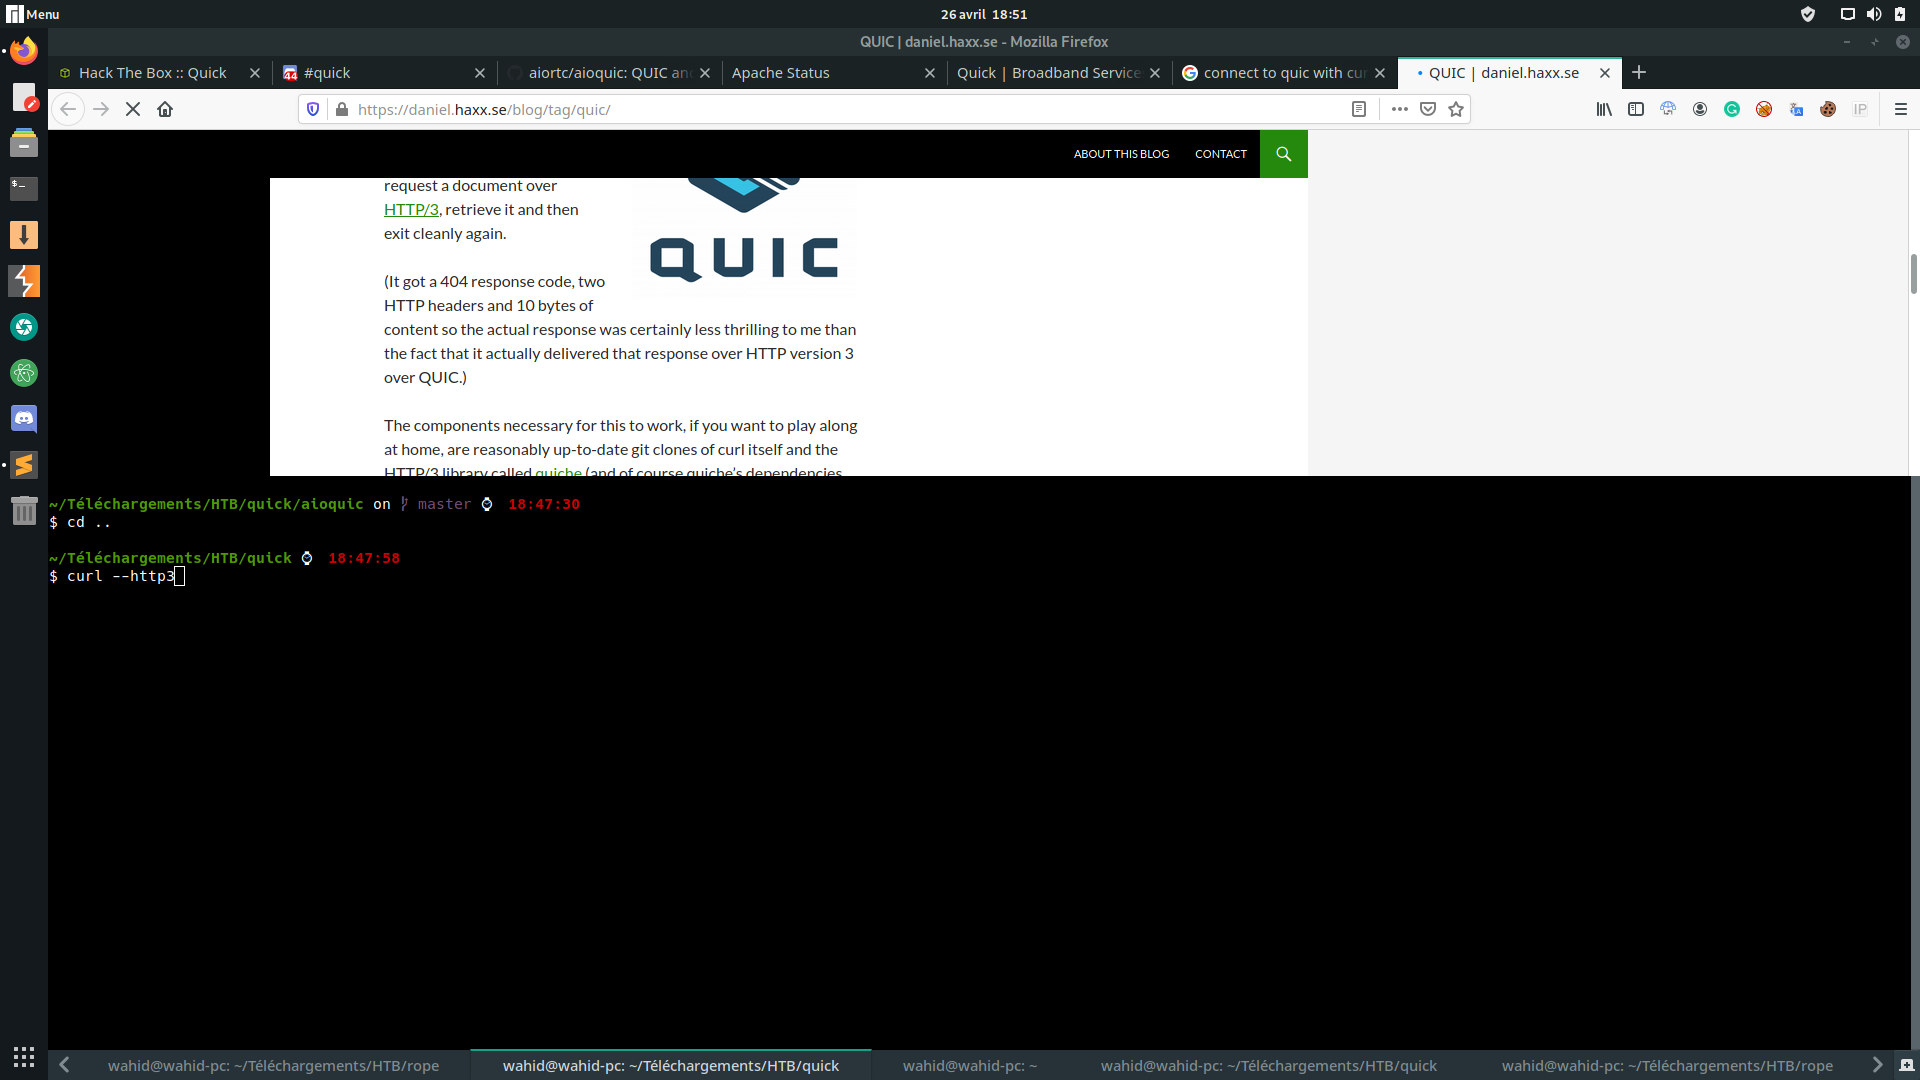 Menu
26 avril 18:51
QUIC | daniel.haxx.se - Mozilla Firefox
Hack The Box :: Quick
44 #quick
aiortc/aioquic: QUIC and
Apache Status
Quick | Broadband Service
connect to quic with cur
QUIC | daniel.haxx.se
https://daniel.haxx.se/blog/tag/quic/
IP
ABOUT THIS BLOG
CONTACT
request a document over
HTTP/3, retrieve it and then
exit cleanly again.
QUIC
(It got a 404 response code, two
HTTP headers and 10 bytes of
content so the actual response was certainly less thrilling to me than
the fact that it actually delivered that response over HTTP version 3
over QUIC.)
The components necessary for this to work, if you want to play along
at home, are reasonably up-to-date git clones of curl itself and the
HTTP/3 library called quiche (and of course quiche's dependencies
~/Téléchargements/HTB/quick/aioquic on master 18:47:30
$ cd ..
~/Téléchargements/HTB/quick 18:47:58
$ curl --http3
wahid@wahid-pc: ~/Téléchargements/HTB/rope
wahid@wahid-pc: ~/Téléchargements/HTB/quick
wahid@wahid-pc: ~
wahid@wahid-pc: ~/Téléchargements/HTB/quick
wahid@wahid-pc: ~/Téléchargements/HTB/rope